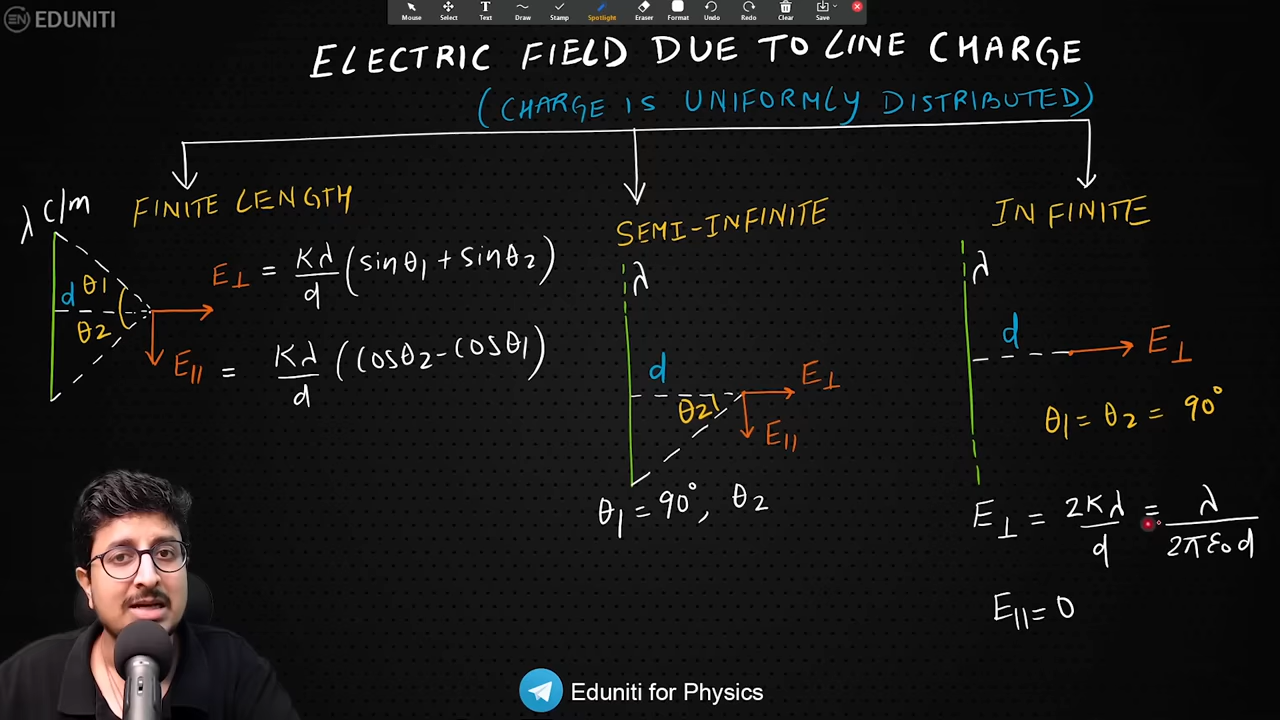 EDUNITI
Mouse Select Text Draw Stamp Spotlight Eraser Format Undo Redo Clear Save
ELECTRIC FIELD DUE TO LINE CHARGE
(CHARGE IS UNIFORMLY DISTRIBUTED)
FINITE LENGTH
λ C/m
θ1
d
θ2
E⊥ = Kλ/d (sinθ1 + sinθ2)
E|| = Kλ/d (cosθ2 - cosθ1)
SEMI-INFINITE
λ
d
θ2
E⊥
E||
θ1 = 90°, θ2
INFINITE
λ
d
E⊥
θ1 = θ2 = 90°
E⊥ = 2Kλ/d = λ/2πε0d
E|| = 0
Eduniti for Physics